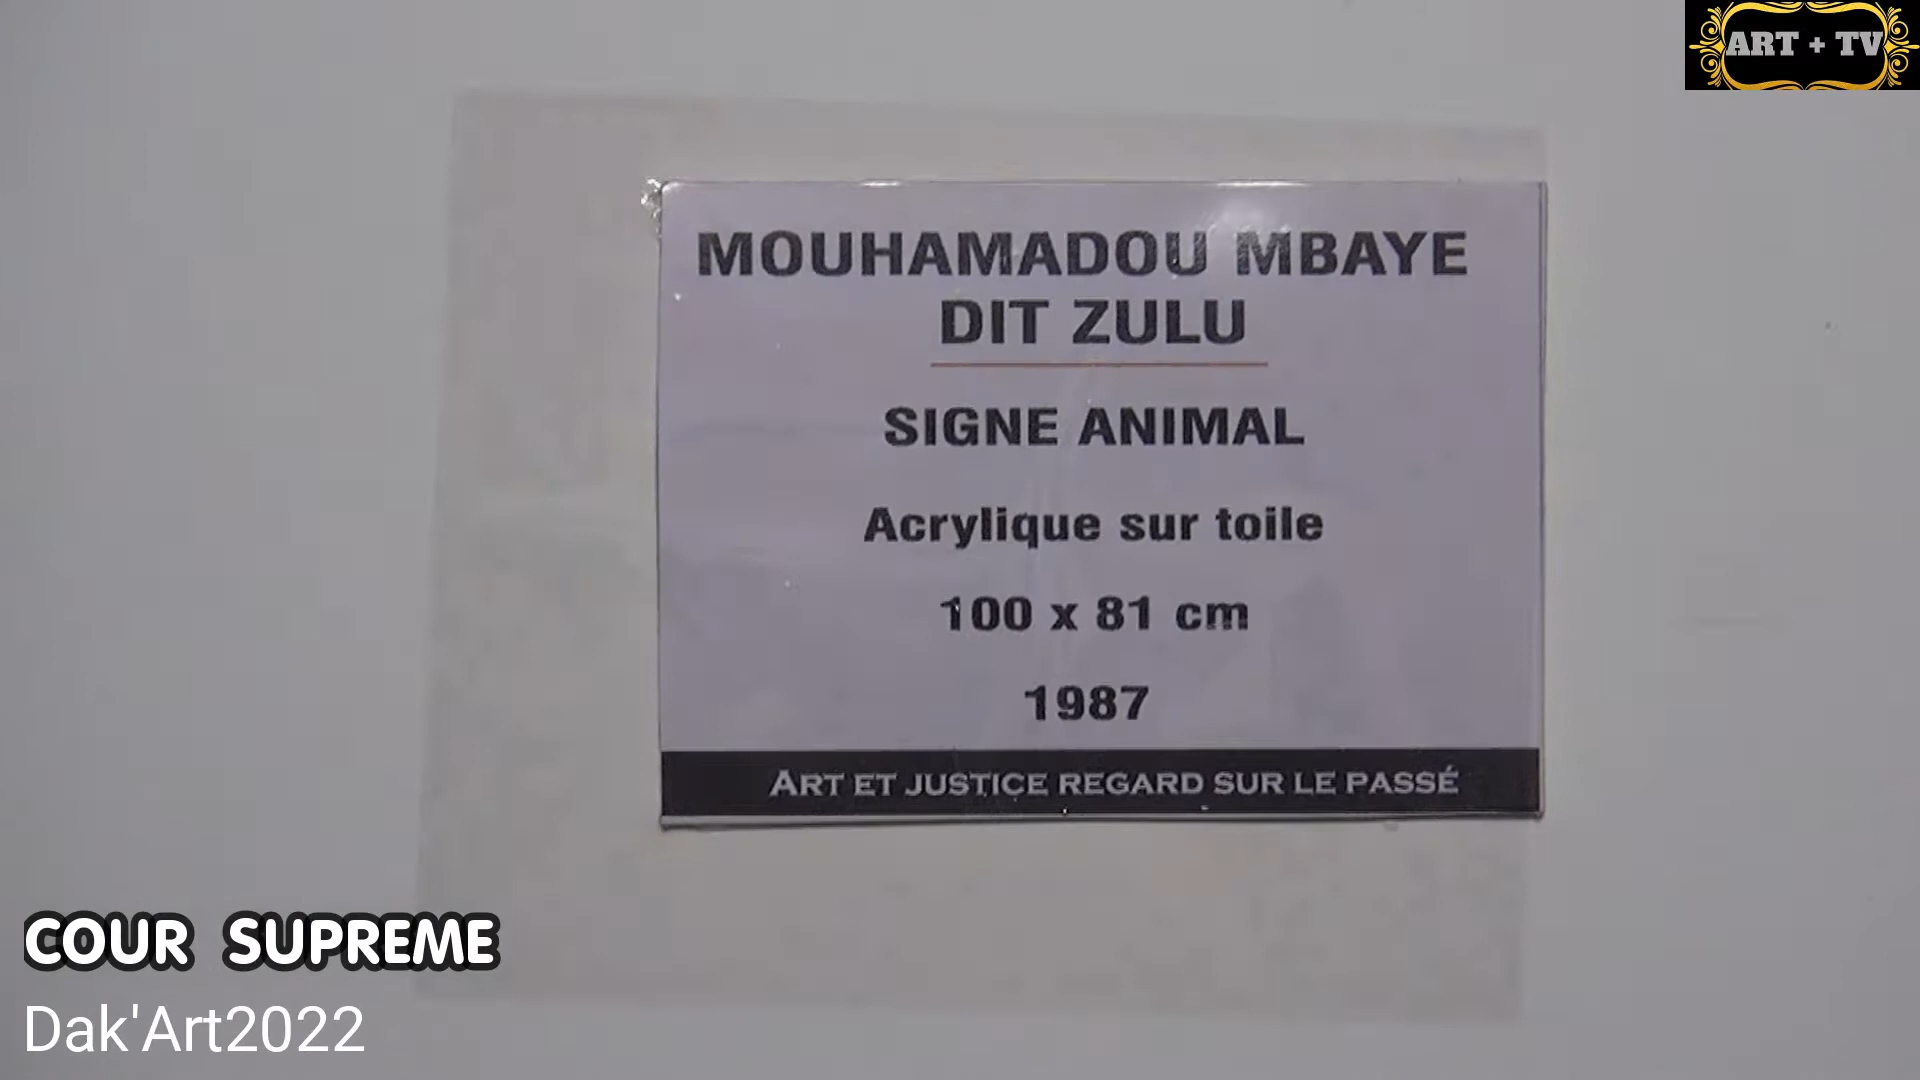 ART + TV
MOUHAMADOU MBAYE
DIT ZULU
SIGNE ANIMAL
Acrylique sur toile
100 x 81 cm
1987
ART ET JUSTICE REGARD SUR LE PASSÉ
COUR SUPREME
Dak'Art2022